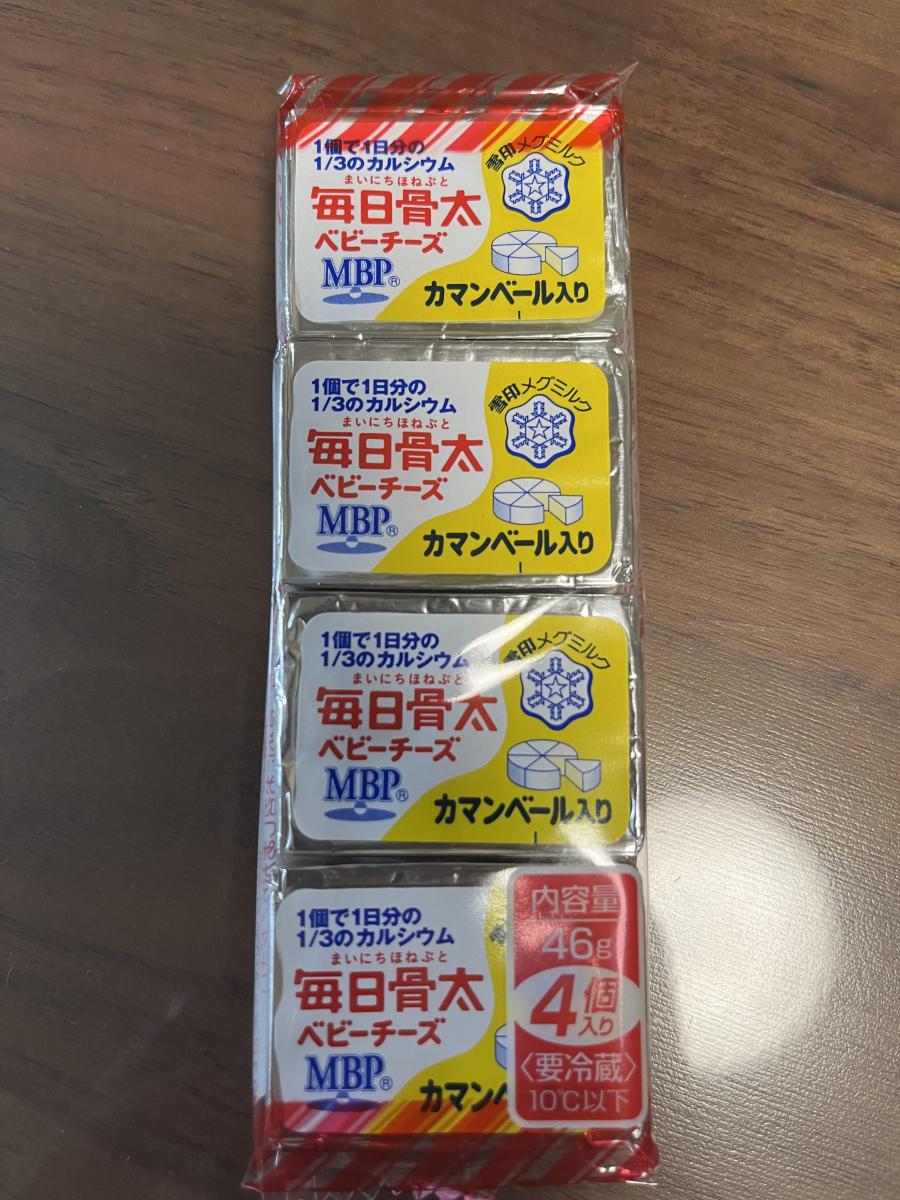 1個で1日分の
1/3のカルシウム
まいにちほねぶと
毎日骨太
ベビーチーズ
MBP®
雪印メグミルク
カマンベール入り
1個で1日分の
1/3のカルシウム
まいにちほねぶと
毎日骨太
ベビーチーズ
MBP®
雪印メグミルク
カマンベール入り
1個で1日分の
1/3のカルシウム
まいにちほねぶと
毎日骨太
ベビーチーズ
MBP®
雪印メグミルク
カマンベール入り
1個で1日分の
1/3のカルシウム
まいにちほねぶと
毎日骨太
ベビーチーズ
MBP®
カマン
内容量
46g
4個
入り
〈要冷蔵〉
10℃以下